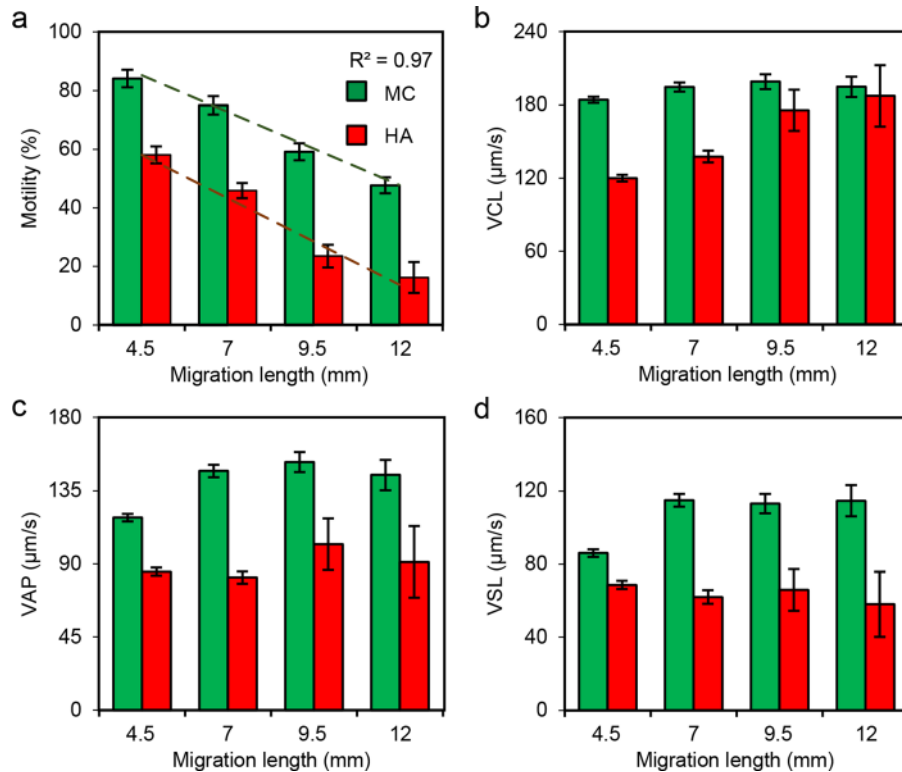 a
R² = 0.97
MC
HA
Motility (%)
100
80
60
40
20
0
4.5 7 9.5 12
Migration length (mm)
b
VCL (µm/s)
240
180
120
60
0
4.5 7 9.5 12
Migration length (mm)
c
VAP (µm/s)
180
135
90
45
0
4.5 7 9.5 12
Migration length (mm)
d
VSL (µm/s)
160
120
80
40
0
4.5 7 9.5 12
Migration length (mm)